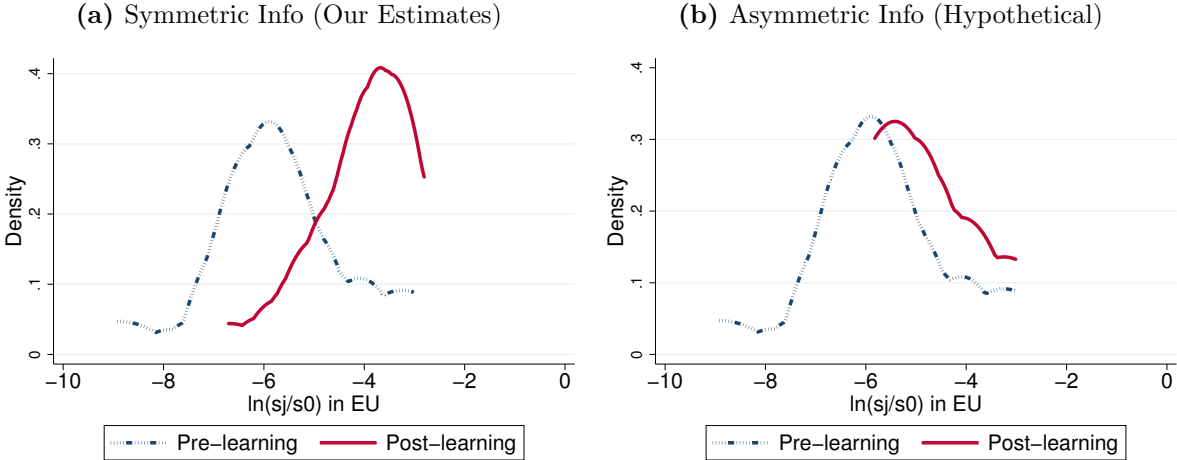 (a) Symmetric Info (Our Estimates)
.4
.3
.2
.1
0
Density
−10 −8 −6 −4 −2 0
ln(sj/s0) in EU
Pre−learning Post−learning
(b) Asymmetric Info (Hypothetical)
.4
.3
.2
.1
0
Density
−10 −8 −6 −4 −2 0
ln(sj/s0) in EU
Pre−learning Post−learning